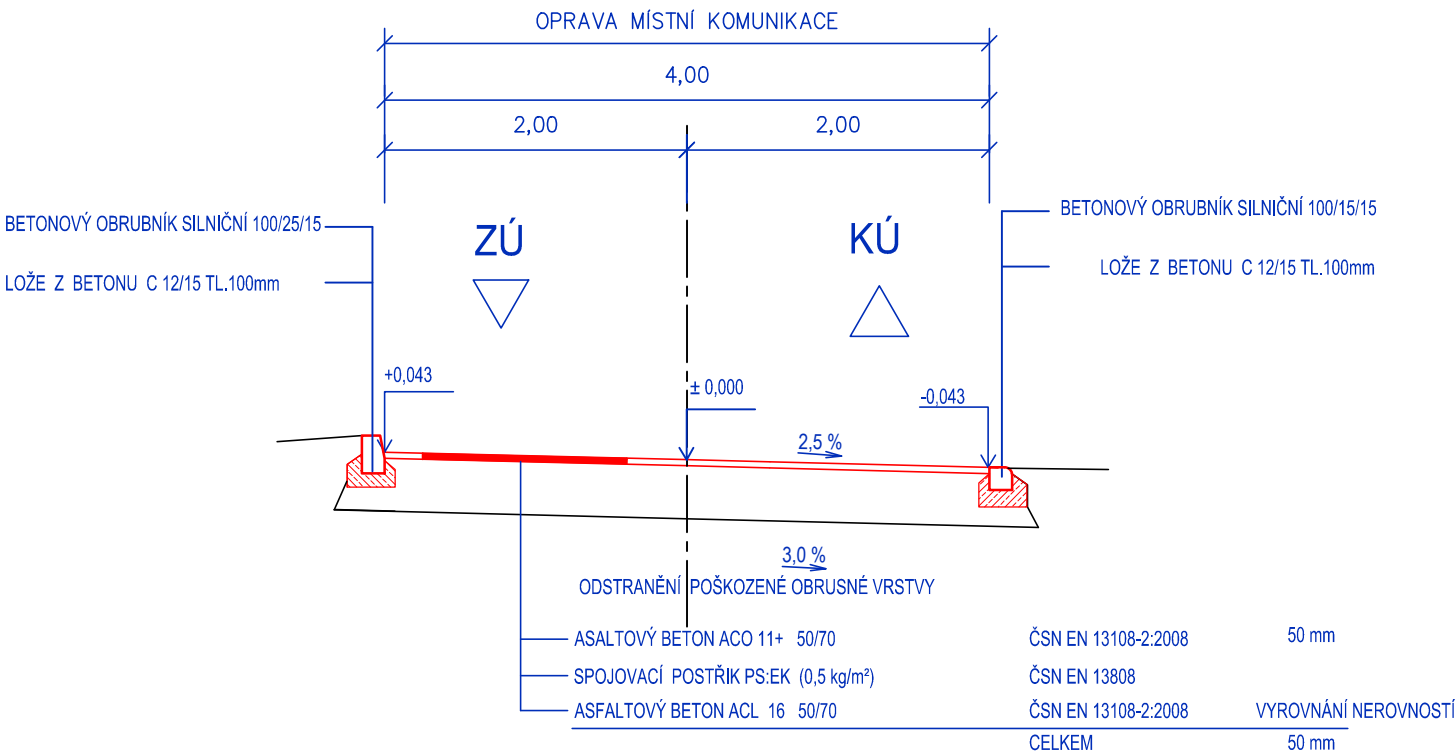 OPRAVA MÍSTNÍ KOMUNIKACE
4,00
2,00 2,00
BETONOVÝ OBRUBNÍK SILNIČNÍ 100/25/15
BETONOVÝ OBRUBNÍK SILNIČNÍ 100/15/15
ZÚ KÚ
LOŽE Z BETONU C 12/15 TL.100mm
LOŽE Z BETONU C 12/15 TL.100mm
+0,043
± 0,000
-0,043
2,5 %
3,0 %
ODSTRANĚNÍ POŠKOZENÉ OBRUSNÉ VRSTVY
ASALTOVÝ BETON ACO 11+ 50/70 ČSN EN 13108-2:2008 50 mm
SPOJOVACÍ POSTŘIK PS:EK (0,5 kg/m²) ČSN EN 13808
ASFALTOVÝ BETON ACL 16 50/70 ČSN EN 13108-2:2008 VYROVNÁNÍ NEROVNOSTÍ
CELKEM 50 mm